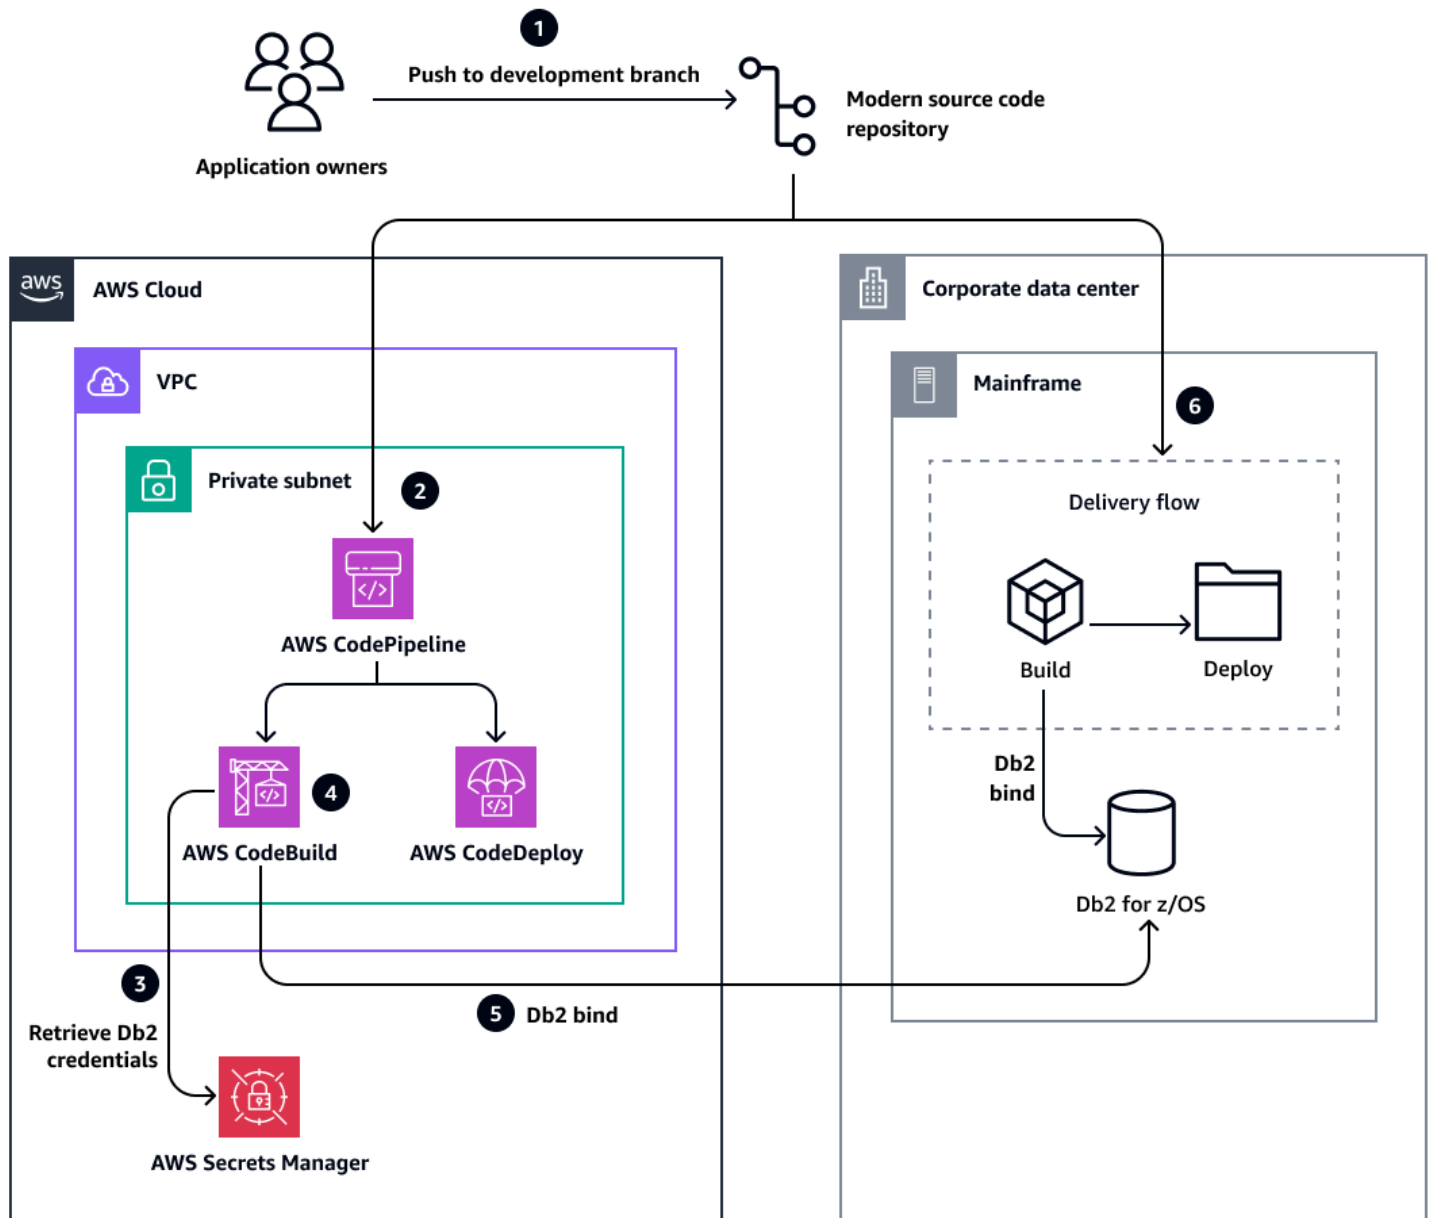 1
Push to development branch
Modern source code
repository
Application owners
aws
AWS Cloud
Corporate data center
VPC
Mainframe
6
Private subnet
2
Delivery flow
</>
AWS CodePipeline
Build
Deploy
</>
4
</>
Db2
bind
AWS CodeBuild
AWS CodeDeploy
Db2 for z/OS
3
5
Db2 bind
Retrieve Db2
credentials
AWS Secrets Manager